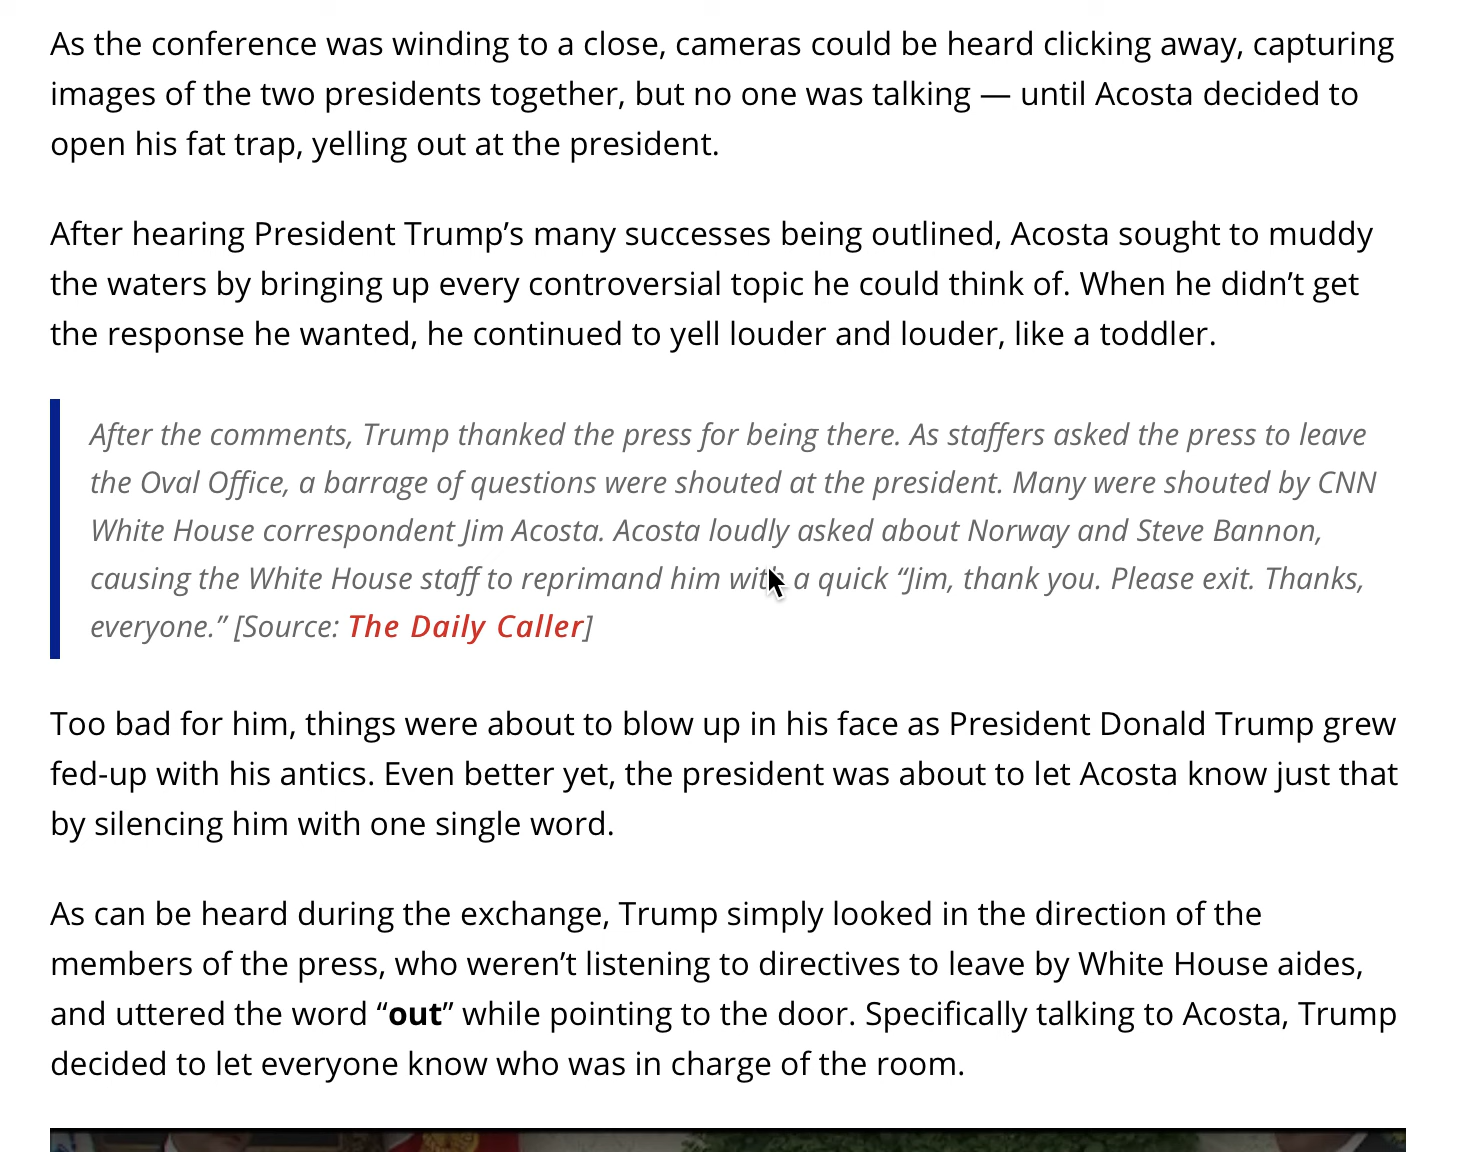 As the conference was winding to a close, cameras could be heard clicking away, capturing
images of the two presidents together, but no one was talking — until Acosta decided to
open his fat trap, yelling out at the president.
After hearing President Trump’s many successes being outlined, Acosta sought to muddy
the waters by bringing up every controversial topic he could think of. When he didn’t get
the response he wanted, he continued to yell louder and louder, like a toddler.
After the comments, Trump thanked the press for being there. As staffers asked the press to leave
the Oval Office, a barrage of questions were shouted at the president. Many were shouted by CNN
White House correspondent Jim Acosta. Acosta loudly asked about Norway and Steve Bannon,
causing the White House staff to reprimand him with a quick “Jim, thank you. Please exit. Thanks,
everyone.” [Source: The Daily Caller]
Too bad for him, things were about to blow up in his face as President Donald Trump grew
fed-up with his antics. Even better yet, the president was about to let Acosta know just that
by silencing him with one single word.
As can be heard during the exchange, Trump simply looked in the direction of the
members of the press, who weren’t listening to directives to leave by White House aides,
and uttered the word “out” while pointing to the door. Specifically talking to Acosta, Trump
decided to let everyone know who was in charge of the room.